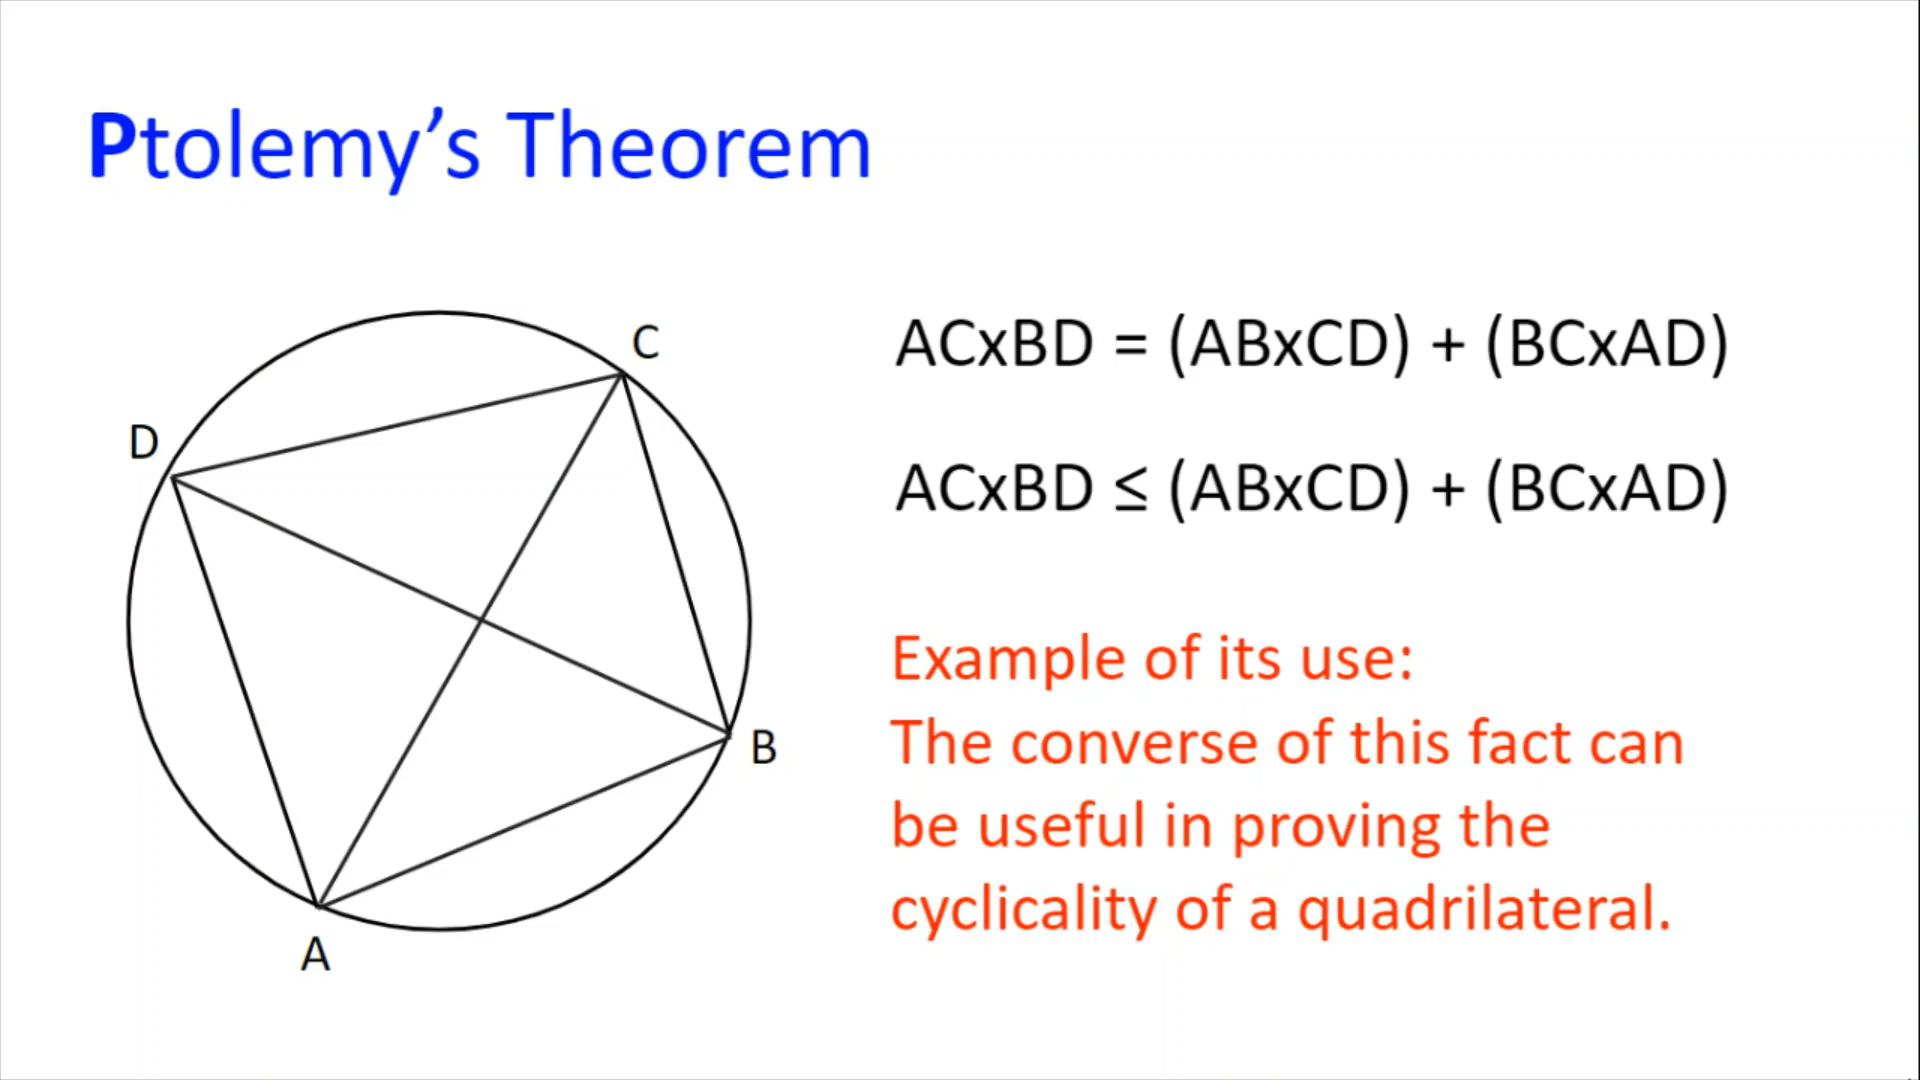 Ptolemy’s Theorem
C
D
B
A
ACxBD = (ABxCD) + (BCxAD)
ACxBD ≤ (ABxCD) + (BCxAD)
Example of its use:
The converse of this fact can
be useful in proving the
cyclicality of a quadrilateral.